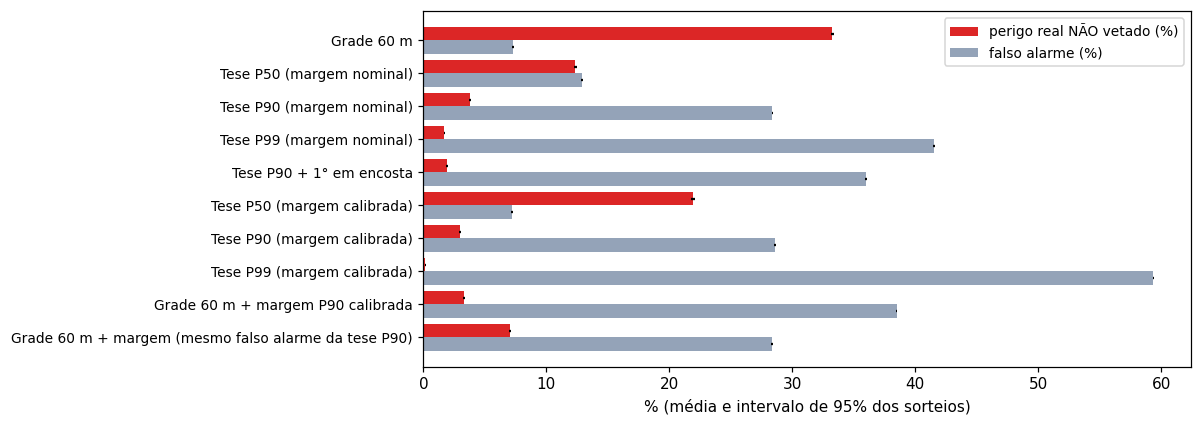 perigo real NÃO vetado (%)
falso alarme (%)
Grade 60 m
Tese P50 (margem nominal)
Tese P90 (margem nominal)
Tese P99 (margem nominal)
Tese P90 + 1° em encosta
Tese P50 (margem calibrada)
Tese P90 (margem calibrada)
Tese P99 (margem calibrada)
Grade 60 m + margem P90 calibrada
Grade 60 m + margem (mesmo falso alarme da tese P90)
0 10 20 30 40 50 60
% (média e intervalo de 95% dos sorteios)